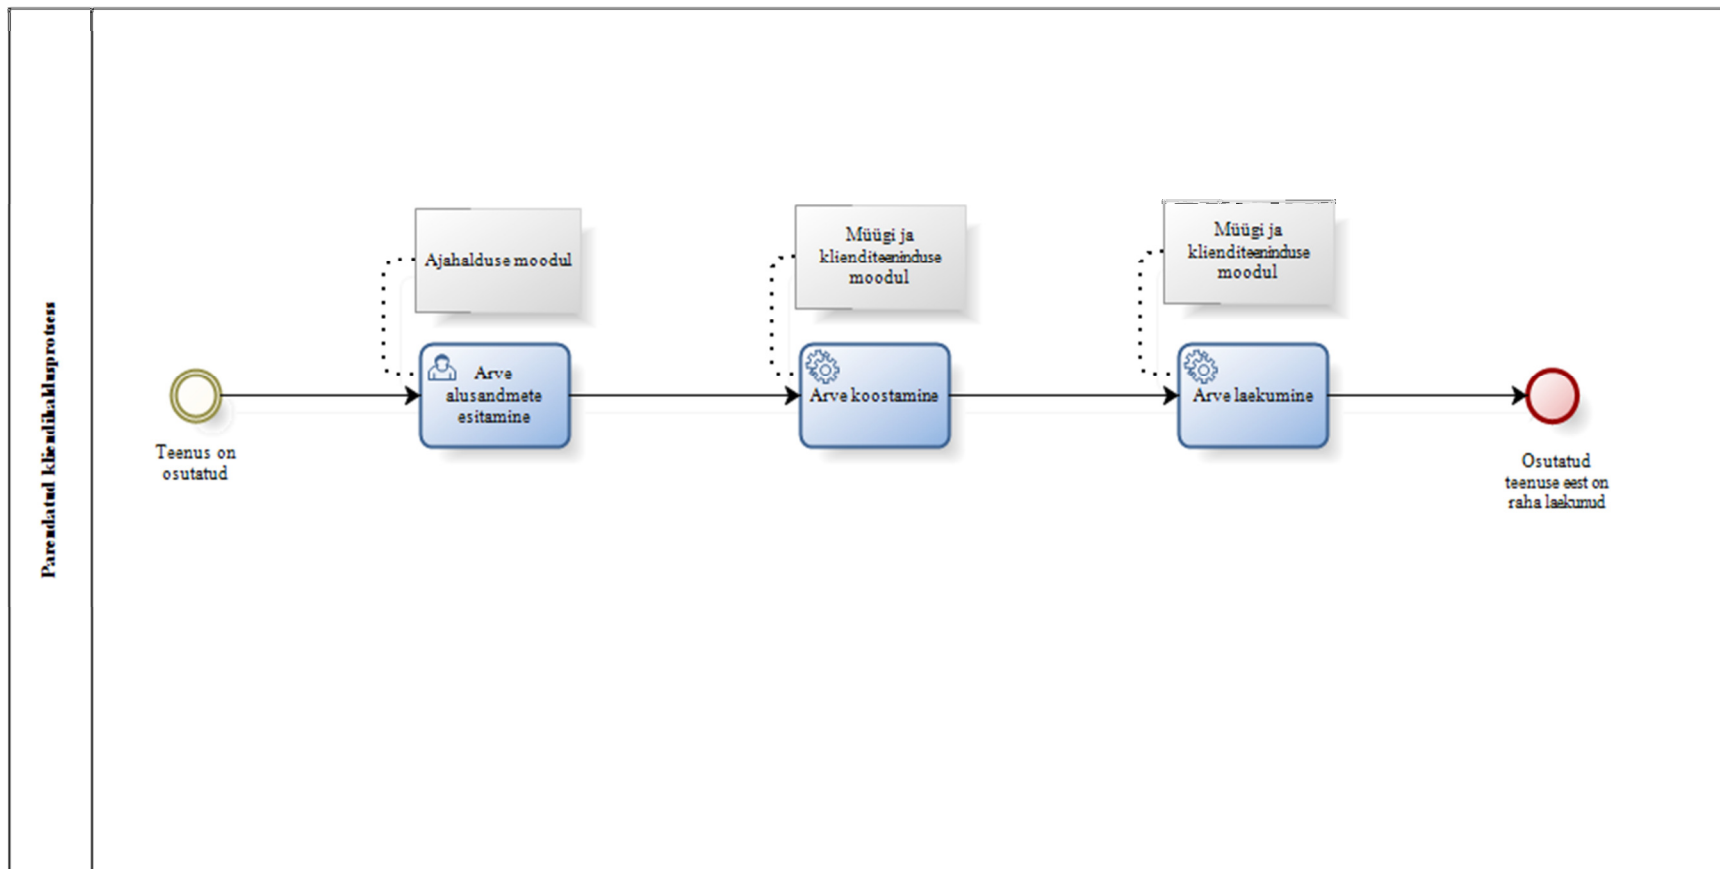 Parendatud kliendihaldusprotsess
Ajahalduse moodul
Müügi ja
klienditeeninduse
moodul
Müügi ja
klienditeeninduse
moodul
Arve
alusandmete
esitamine
Arve koostamine
Arve laekumine
Teenus on
osutatud
Osutatud
teenuse eest on
raha laekunud